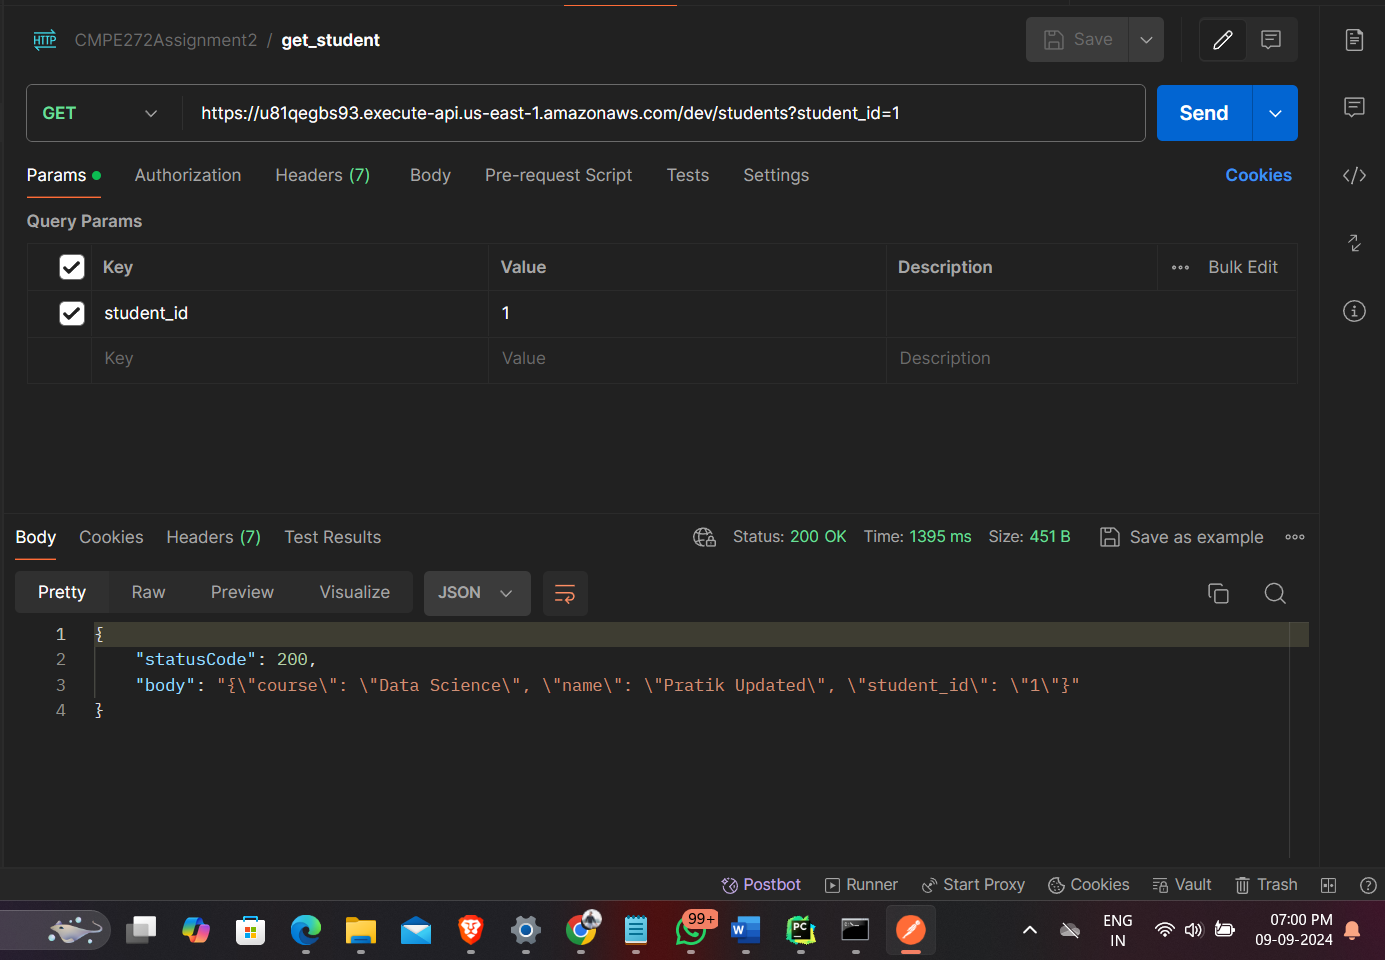 HTTP CMPE272Assignment2 / get_student Save
GET https://u81qegbs93.execute-api.us-east-1.amazonaws.com/dev/students?student_id=1 Send
Params Authorization Headers (7) Body Pre-request Script Tests Settings Cookies
Query Params
Key Value Description ••• Bulk Edit
student_id 1
Key Value Description
Body Cookies Headers (7) Test Results Status: 200 OK Time: 1395 ms Size: 451 B Save as example
Pretty Raw Preview Visualize JSON
1 {
2 "statusCode": 200,
3 "body": "{\"course\": \"Data Science\", \"name\": \"Pratik Updated\", \"student_id\": \"1\"}"
4 }
Postbot Runner Start Proxy Cookies Vault Trash
99+ W PC ENG 07:00 PM
IN 09-09-2024